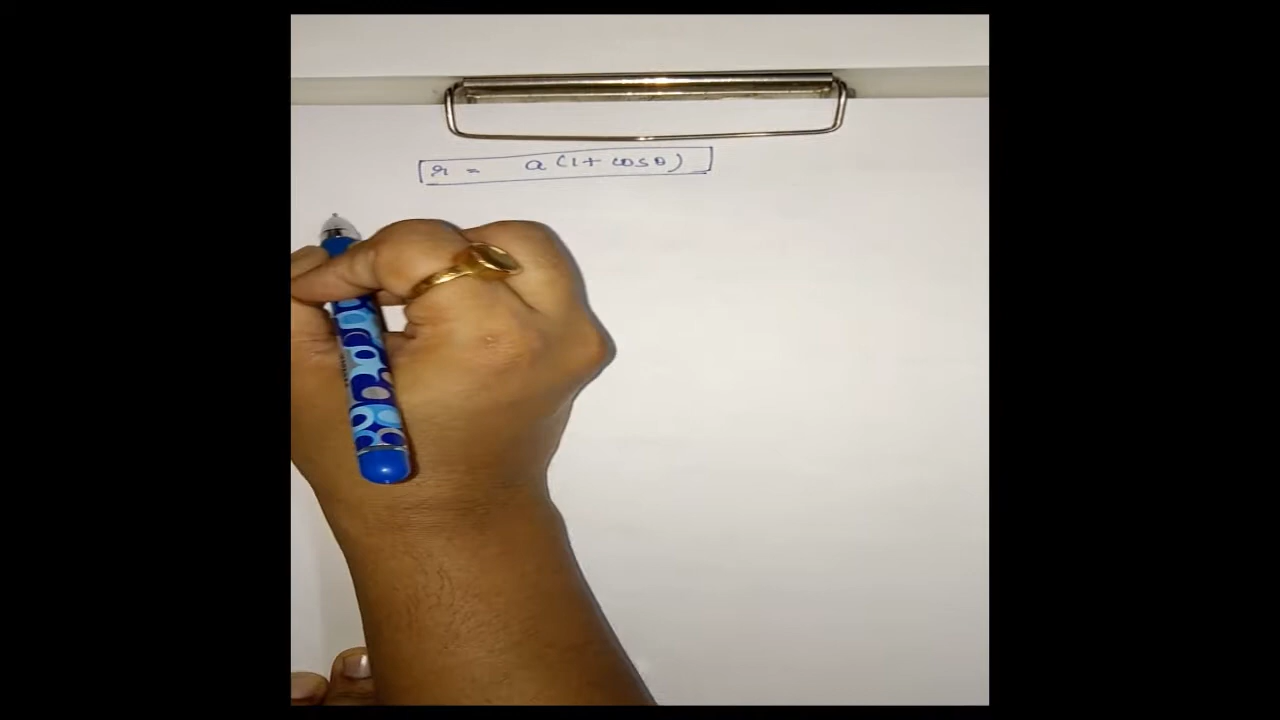 r = a(1+ cosθ)